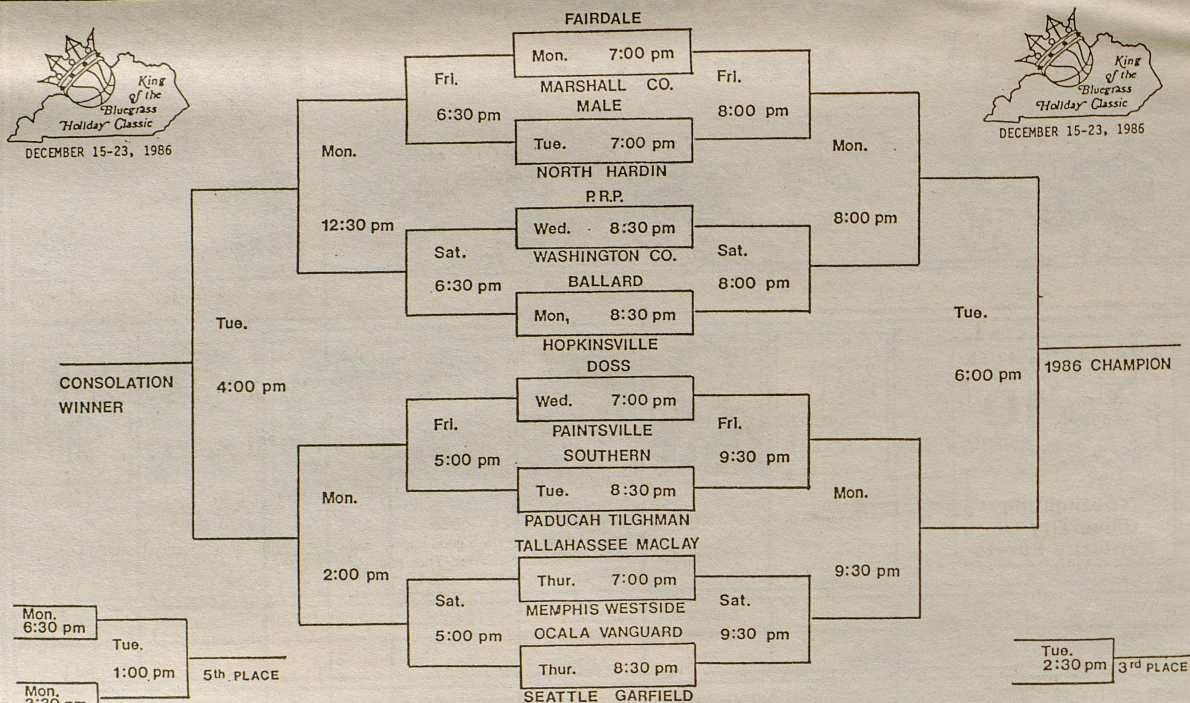 King
of the
Bluegrass
Holiday Classic
DECEMBER 15-23, 1986
King
of the
Bluegrass
Holiday Classic
DECEMBER 15-23, 1986
FAIRDALE
Mon. 7:00 pm
MARSHALL CO.
MALE
Tue. 7:00 pm
NORTH HARDIN
P.R.P.
Wed. 8:30 pm
WASHINGTON CO.
BALLARD
Mon, 8:30 pm
HOPKINSVILLE
DOSS
Wed. 7:00 pm
PAINTSVILLE
SOUTHERN
Tue. 8:30 pm
PADUCAH TILGHMAN
TALLAHASSEE MACLAY
Thur. 7:00 pm
MEMPHIS WESTSIDE
OCALA VANGUARD
Thur. 8:30 pm
SEATTLE GARFIELD
Fri.
6:30 pm
Sat.
6:30 pm
Fri.
5:00 pm
Sat.
5:00 pm
Mon.
12:30 pm
Mon.
2:00 pm
Tue.
4:00 pm
CONSOLATION
WINNER
Fri.
8:00 pm
Sat.
8:00 pm
Fri.
9:30 pm
Sat.
9:30 pm
Mon.
8:00 pm
Mon.
9:30 pm
Tue.
6:00 pm
1986 CHAMPION
Mon.
6:30 pm
Tue.
1:00 pm
5th PLACE
Mon.
Tue.
2:30 pm
3rd PLACE